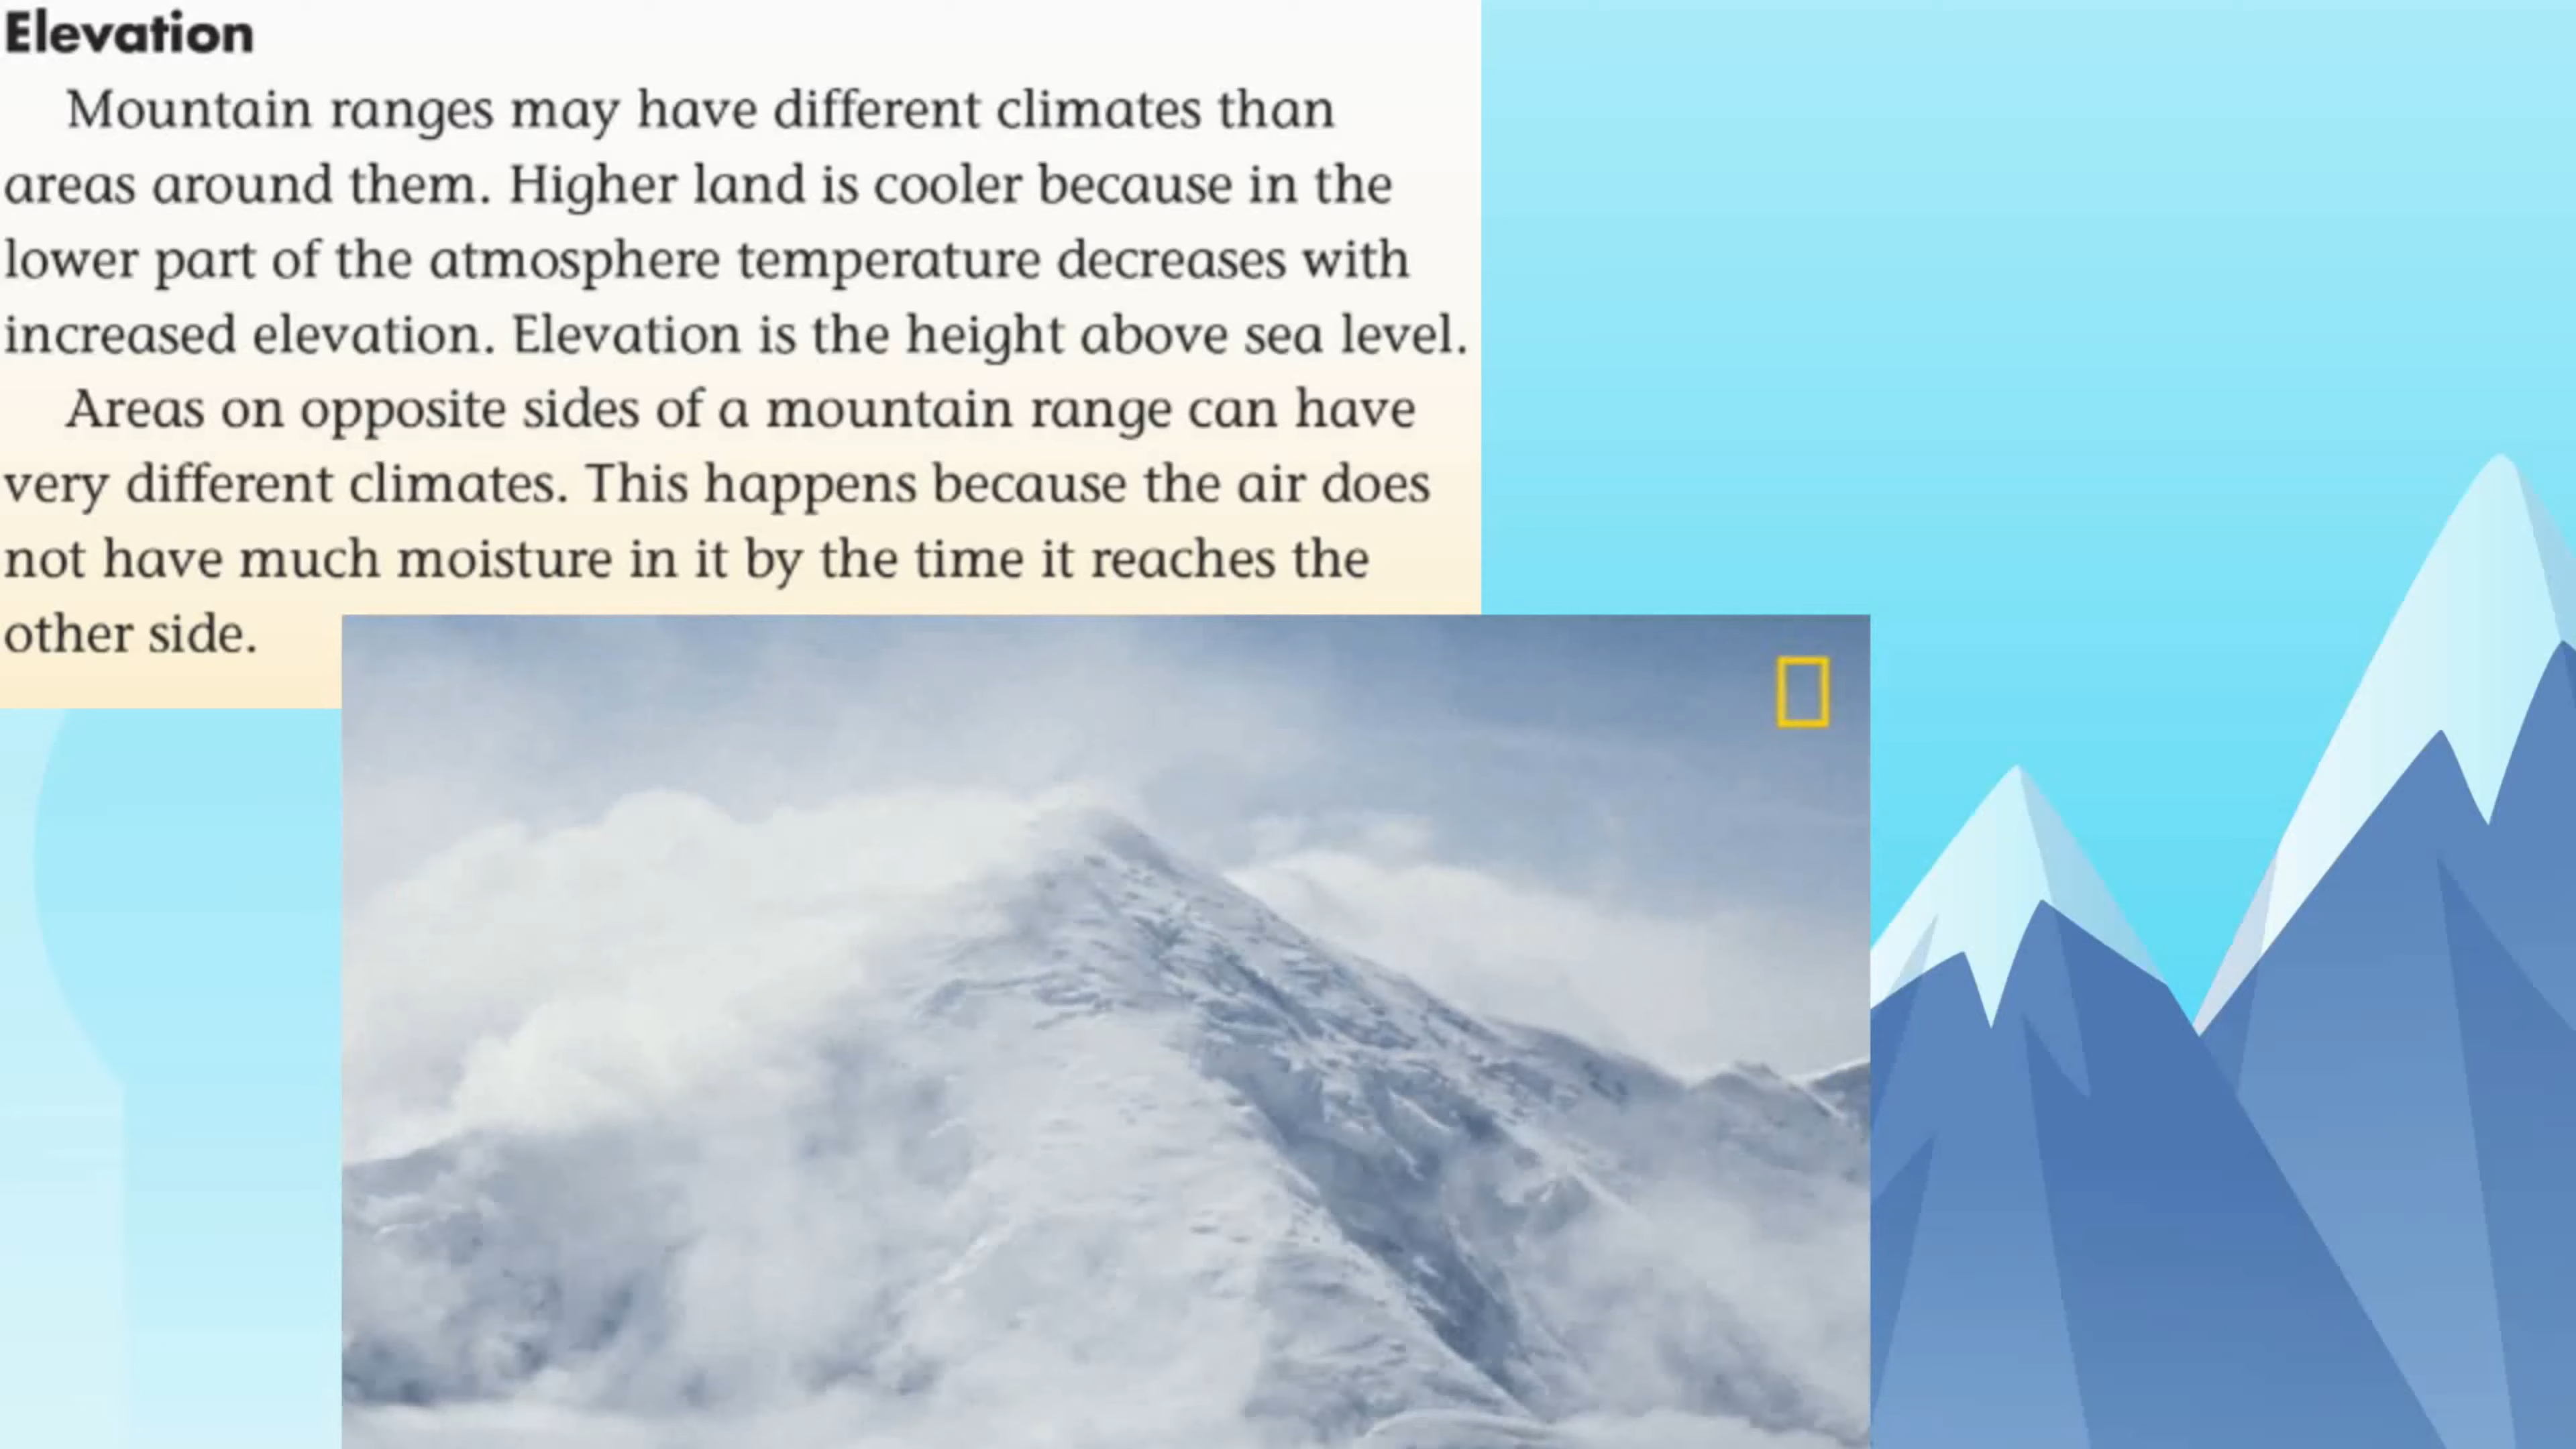 Elevation
Mountain ranges may have different climates than
areas around them. Higher land is cooler because in the
lower part of the atmosphere temperature decreases with
increased elevation. Elevation is the height above sea level.
Areas on opposite sides of a mountain range can have
very different climates. This happens because the air does
not have much moisture in it by the time it reaches the
other side.